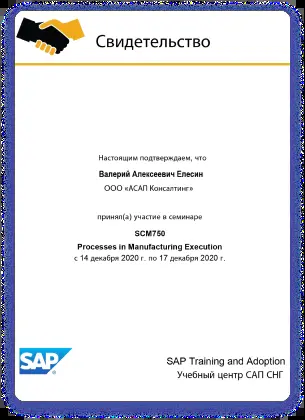 Свидетельство
Настоящим подтверждаем, что
Валерий Алексеевич Елесин
ООО «АСАП Консалтинг»
принял(а) участие в семинаре
SCM750
Processes in Manufacturing Execution
с 14 декабря 2020 г. по 17 декабря 2020 г.
SAP
SAP Training and Adoption
Учебный центр САП СНГ